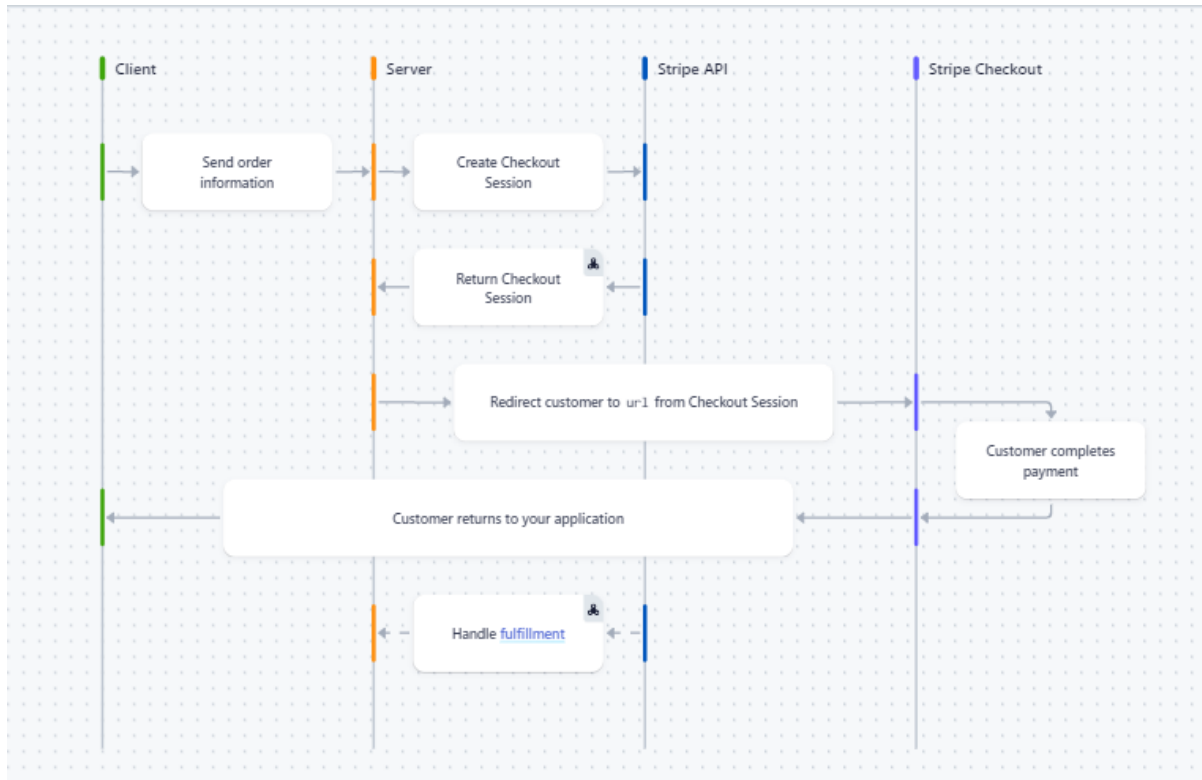 Client
Server
Stripe API
Stripe Checkout
Send order
information
Create Checkout
Session
Return Checkout
Session
Redirect customer to url from Checkout Session
Customer completes
payment
Customer returns to your application
Handle fulfillment